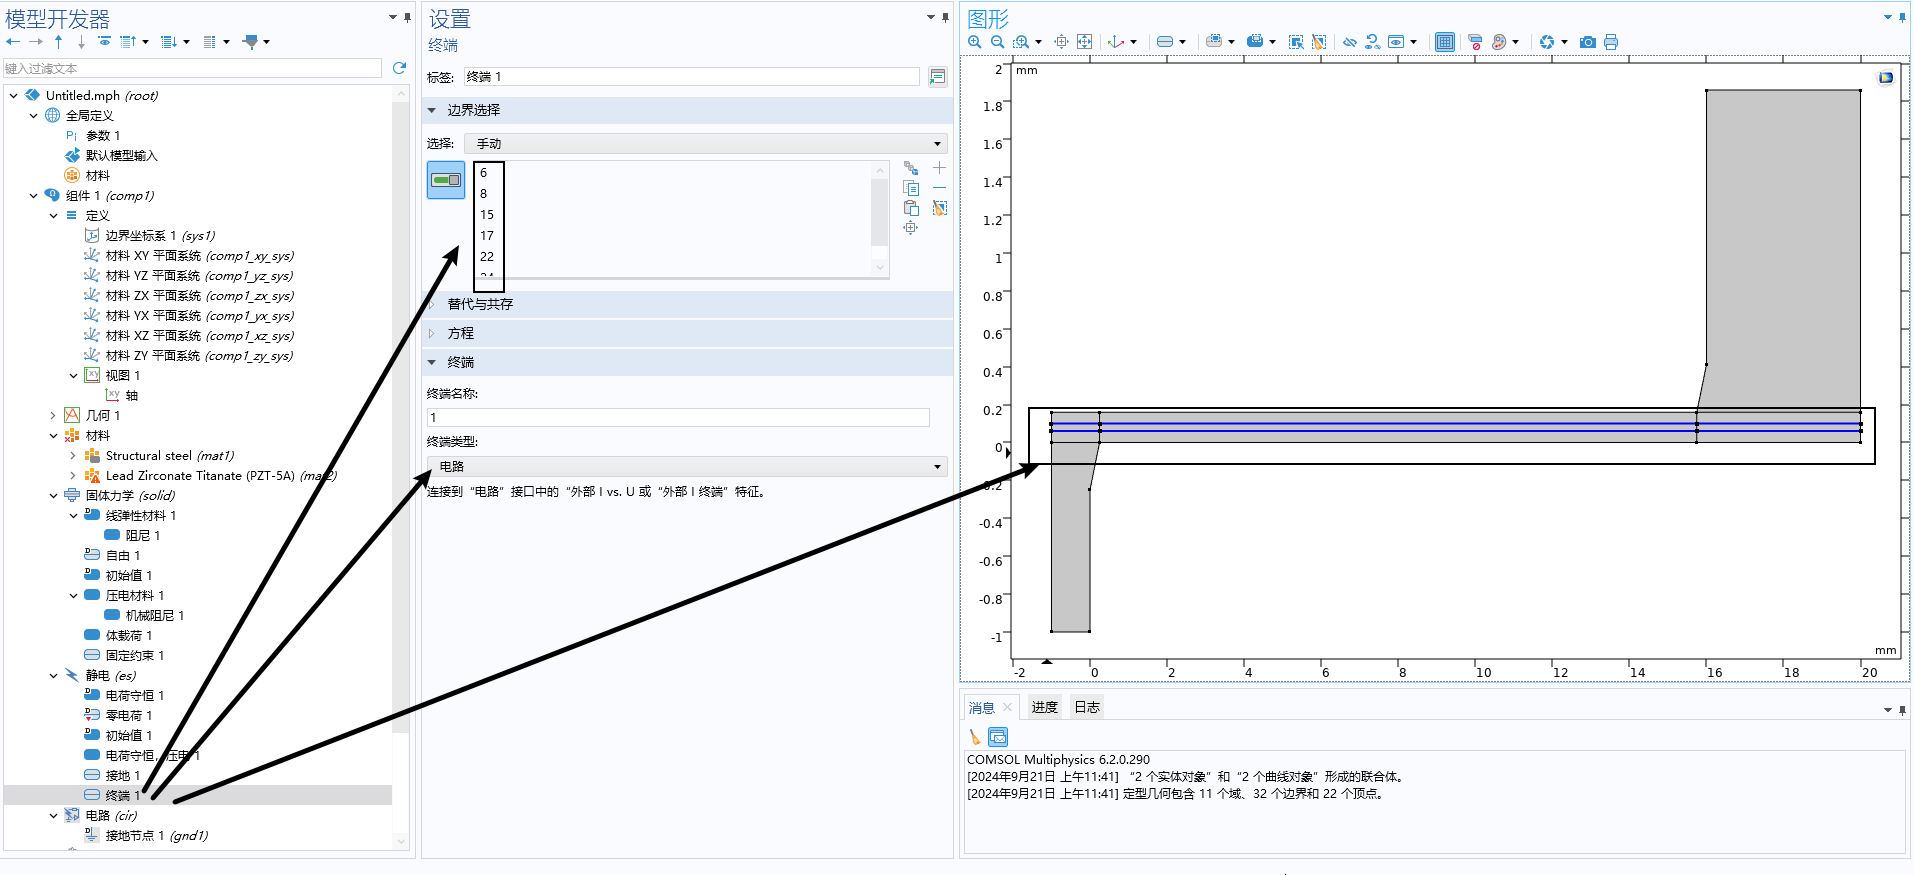 模型开发器
键入过滤文本
Untitled.mph (root)
全局定义
Pi 参数 1
默认模型输入
材料
组件 1 (comp1)
定义
边界坐标系 1 (sys1)
材料 XY 平面系统 (comp1_xy_sys)
材料 YZ 平面系统 (comp1_yz_sys)
材料 ZX 平面系统 (comp1_zx_sys)
材料 YX 平面系统 (comp1_yx_sys)
材料 XZ 平面系统 (comp1_xz_sys)
材料 ZY 平面系统 (comp1_zy_sys)
视图 1
轴
几何 1
材料
Structural steel (mat1)
Lead Zirconate Titanate (PZT-5A) (mat2)
固体力学 (solid)
线弹性材料 1
阻尼 1
自由 1
初始值 1
压电材料 1
机械阻尼 1
体载荷 1
固定约束 1
静电 (es)
电荷守恒 1
零电荷 1
初始值 1
电荷守恒，压电 1
接地 1
终端 1
电路 (cir)
接地节点 1 (gnd1)
设置
终端
标签: 终端 1
边界选择
选择: 手动
6
8
15
17
22
24
替代与共存
方程
终端
终端名称:
1
终端类型:
电路
连接到“电路”接口中的“外部 I vs. U 或“外部 I 终端”特征。
图形
mm
2
1.8
1.6
1.4
1.2
1
0.8
0.6
0.4
0.2
0
-0.2
-0.4
-0.6
-0.8
-1
mm
-2 0 2 4 6 8 10 12 14 16 18 20
消息 进度 日志
COMSOL Multiphysics 6.2.0.290
[2024年9月21日 上午11:41] “2 个实体对象”和“2 个曲线对象”形成的联合体。
[2024年9月21日 上午11:41] 定型几何包含 11 个域、32 个边界和 22 个顶点。